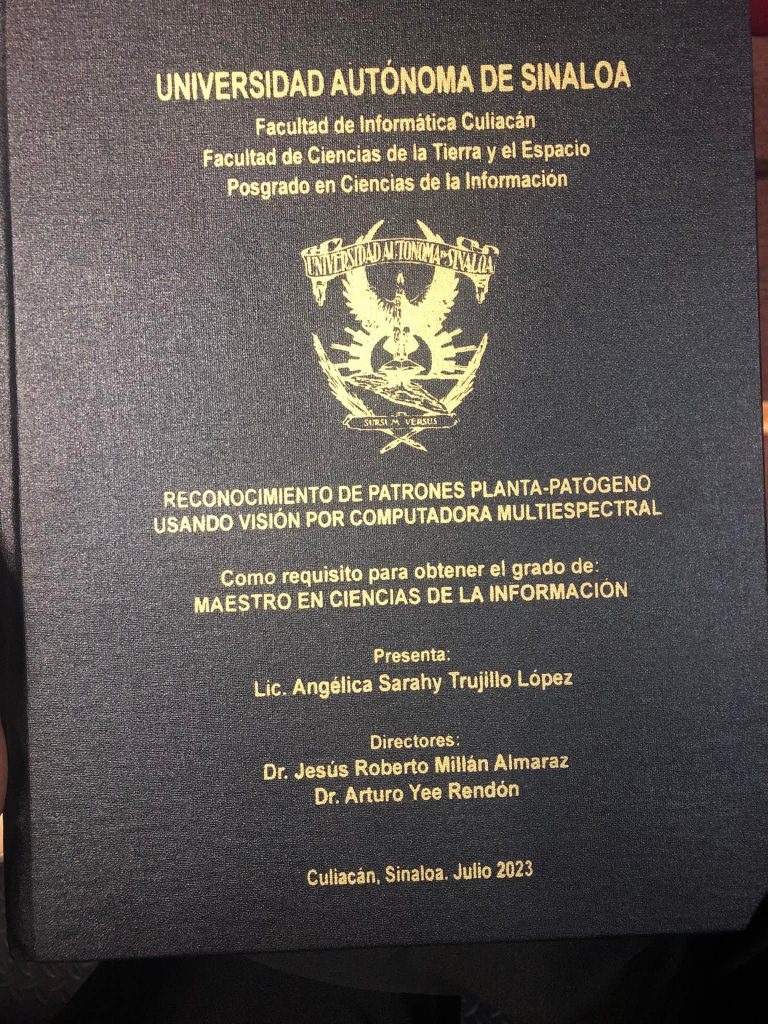 UNIVERSIDAD AUTÓNOMA DE SINALOA
Facultad de Informática Culiacán
Facultad de Ciencias de la Tierra y el Espacio
Posgrado en Ciencias de la Información
UNIVERSIDAD AUTONOMA DE SINALOA
SURSUM VERSUS
RECONOCIMIENTO DE PATRONES PLANTA-PATÓGENO
USANDO VISIÓN POR COMPUTADORA MULTIESPECTRAL
Como requisito para obtener el grado de:
MAESTRO EN CIENCIAS DE LA INFORMACIÓN
Presenta:
Lic. Angélica Sarahy Trujillo López
Directores:
Dr. Jesús Roberto Millán Almaraz
Dr. Arturo Yee Rendón
Culiacán, Sinaloa. Julio 2023